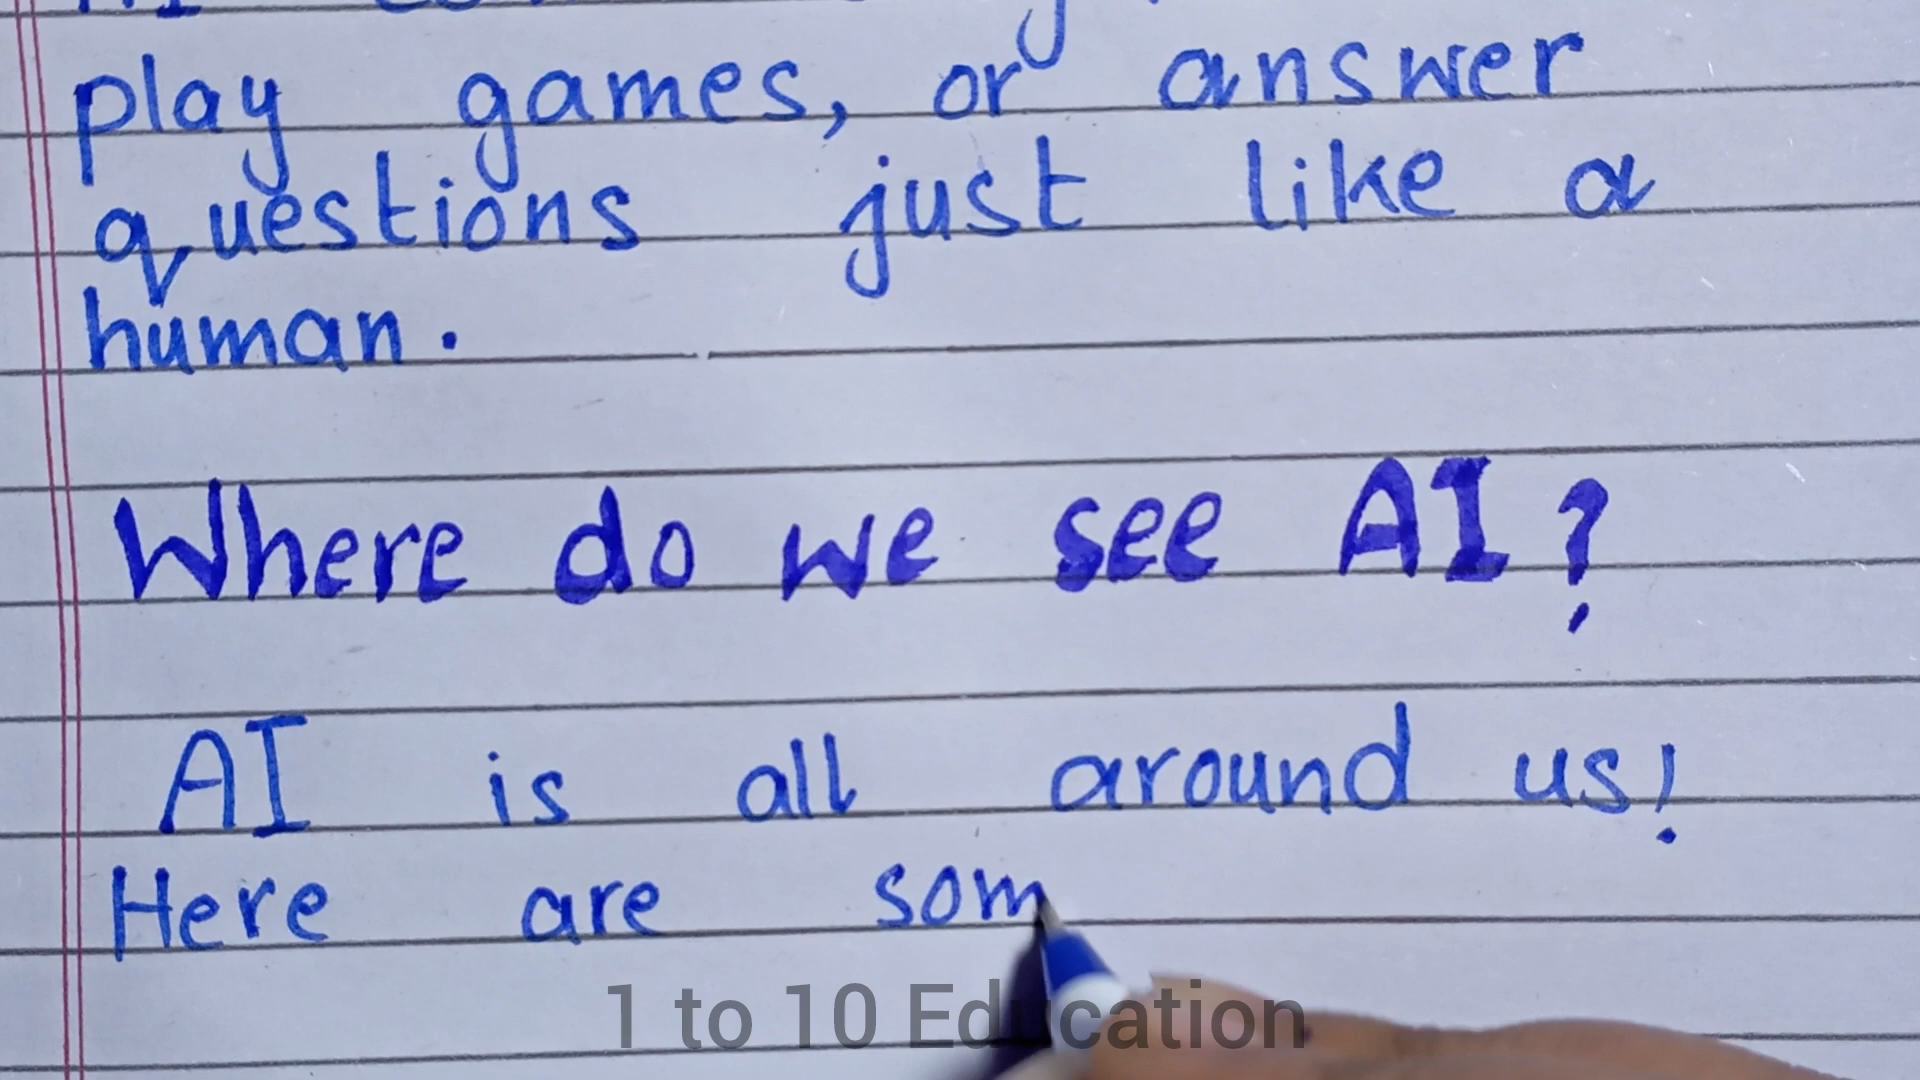 play games, or answer
questions just like a
human.
Where do we see AI?
AI is all around us!
Here are som
1 to 10 Education